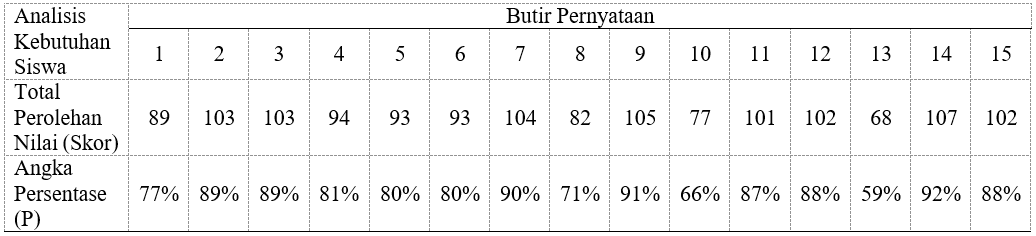 Analisis Kebutuhan Siswa Butir Pernyataan
1 2 3 4 5 6 7 8 9 10 11 12 13 14 15
Total Perolehan Nilai (Skor) 89 103 103 94 93 93 104 82 105 77 101 102 68 107 102
Angka Persentase (P) 77% 89% 89% 81% 80% 80% 90% 71% 91% 66% 87% 88% 59% 92% 88%